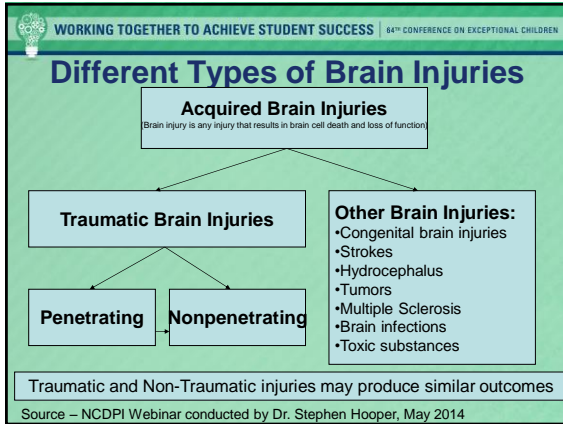 WORKING TOGETHER TO ACHIEVE STUDENT SUCCESS | 64TH CONFERENCE ON EXCEPTIONAL CHILDREN
Different Types of Brain Injuries
Acquired Brain Injuries
(Brain injury is any injury that results in brain cell death and loss of function)
Traumatic Brain Injuries
Penetrating
Nonpenetrating
Other Brain Injuries:
•Congenital brain injuries
•Strokes
•Hydrocephalus
•Tumors
•Multiple Sclerosis
•Brain infections
•Toxic substances
Traumatic and Non-Traumatic injuries may produce similar outcomes
Source – NCDPI Webinar conducted by Dr. Stephen Hooper, May 2014